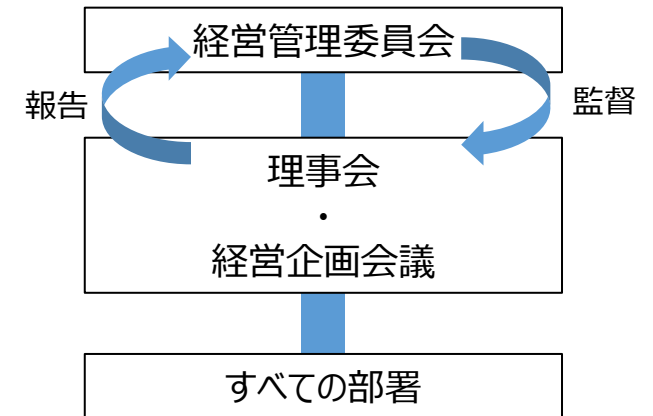 経営管理委員会
報告
監督
理事会
・
経営企画会議
すべての部署